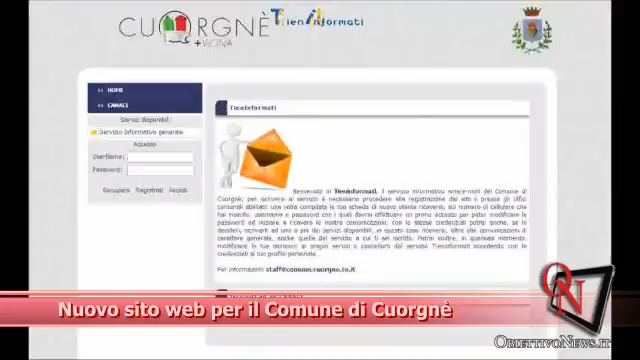 CUORGNÈ
+VICINA
TienInformati
>> HOME
>> CANALI
Servizi disponibili
Servizio Informativo generale
Accesso
UserName:
Password:
Recupera Registrati Accedi
TienInformati
Benvenuto in TienInformati, il servizio informativo sms/e-mail del Comune di
Cuorgnè; per iscriversi al servizio è necessario procedere alla registrazione dal sito o presso gli uffici
comunali abilitati: una volta compilata la tua scheda di nuovo utente riceverai, sul numero di cellulare che
hai inserito, username e password con i quali dovrai effettuare un primo accesso per poter modificare la
password ed iniziare a ricevere le nostre comunicazioni. Con le stesse credenziali potrai anche, se lo
desideri, iscriverti ad uno o più dei servizi disponibili, in questo caso riceverai, oltre alle comunicazioni di
carattere generale, anche quelle del servizio a cui ti sei iscritto. Potrai inoltre, in qualsiasi momento,
modificare le tue iscrizioni ai singoli servizi o cancellarti dal servizio TienInformati accedendo con le
credenziali al tuo profilo personale.
Per informazioni staff@comune.cuorgne.to.it
Nuovo sito web per il Comune di Cuorgnè
ON
OBIETTIVONEWS.IT